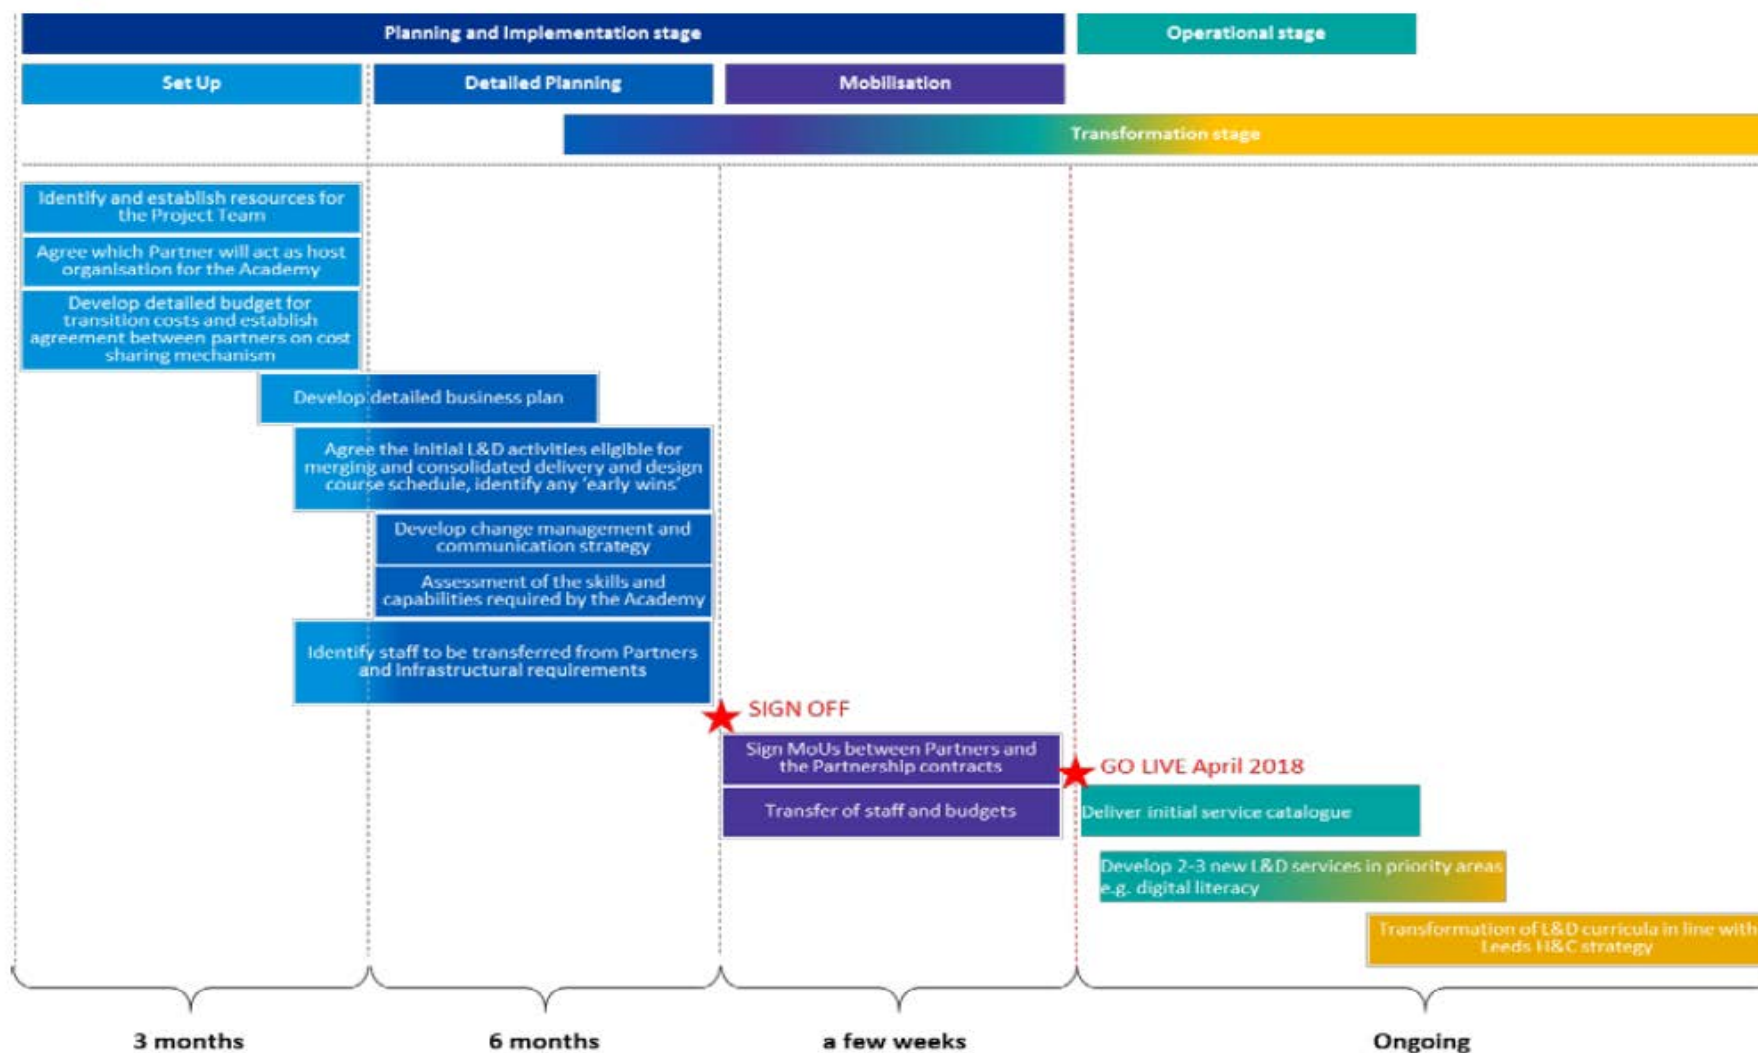 Planning and Implementation stage
Operational stage
Set Up
Detailed Planning
Mobilisation
Transformation stage
Identify and establish resources for
the Project Team
Agree which Partner will act as host
organisation for the Academy
Develop detailed budget for
transition costs and establish
agreement between partners on cost
sharing mechanism
Develop detailed business plan
Agree the initial L&D activities eligible for
merging and consolidated delivery and design
course schedule, identify any 'early wins'
Develop change management and
communication strategy
Assessment of the skills and
capabilities required by the Academy
Identify staff to be transferred from Partners
and Infrastructural requirements
SIGN OFF
Sign MoUs between Partners and
the Partnership contracts
GO LIVE April 2018
Transfer of staff and budgets
Deliver initial service catalogue
Develop 2-3 new L&D services in priority areas
e.g. digital literacy
Transformation of L&D curricula in line with
Leeds H&C strategy
3 months
6 months
a few weeks
Ongoing